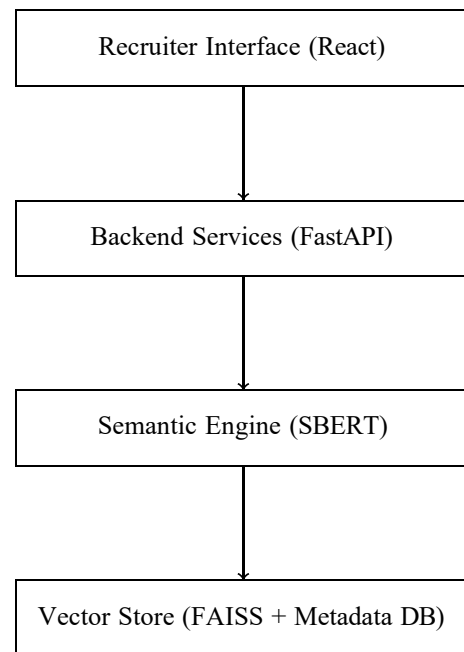 Recruiter Interface (React)
Backend Services (FastAPI)
Semantic Engine (SBERT)
Vector Store (FAISS + Metadata DB)